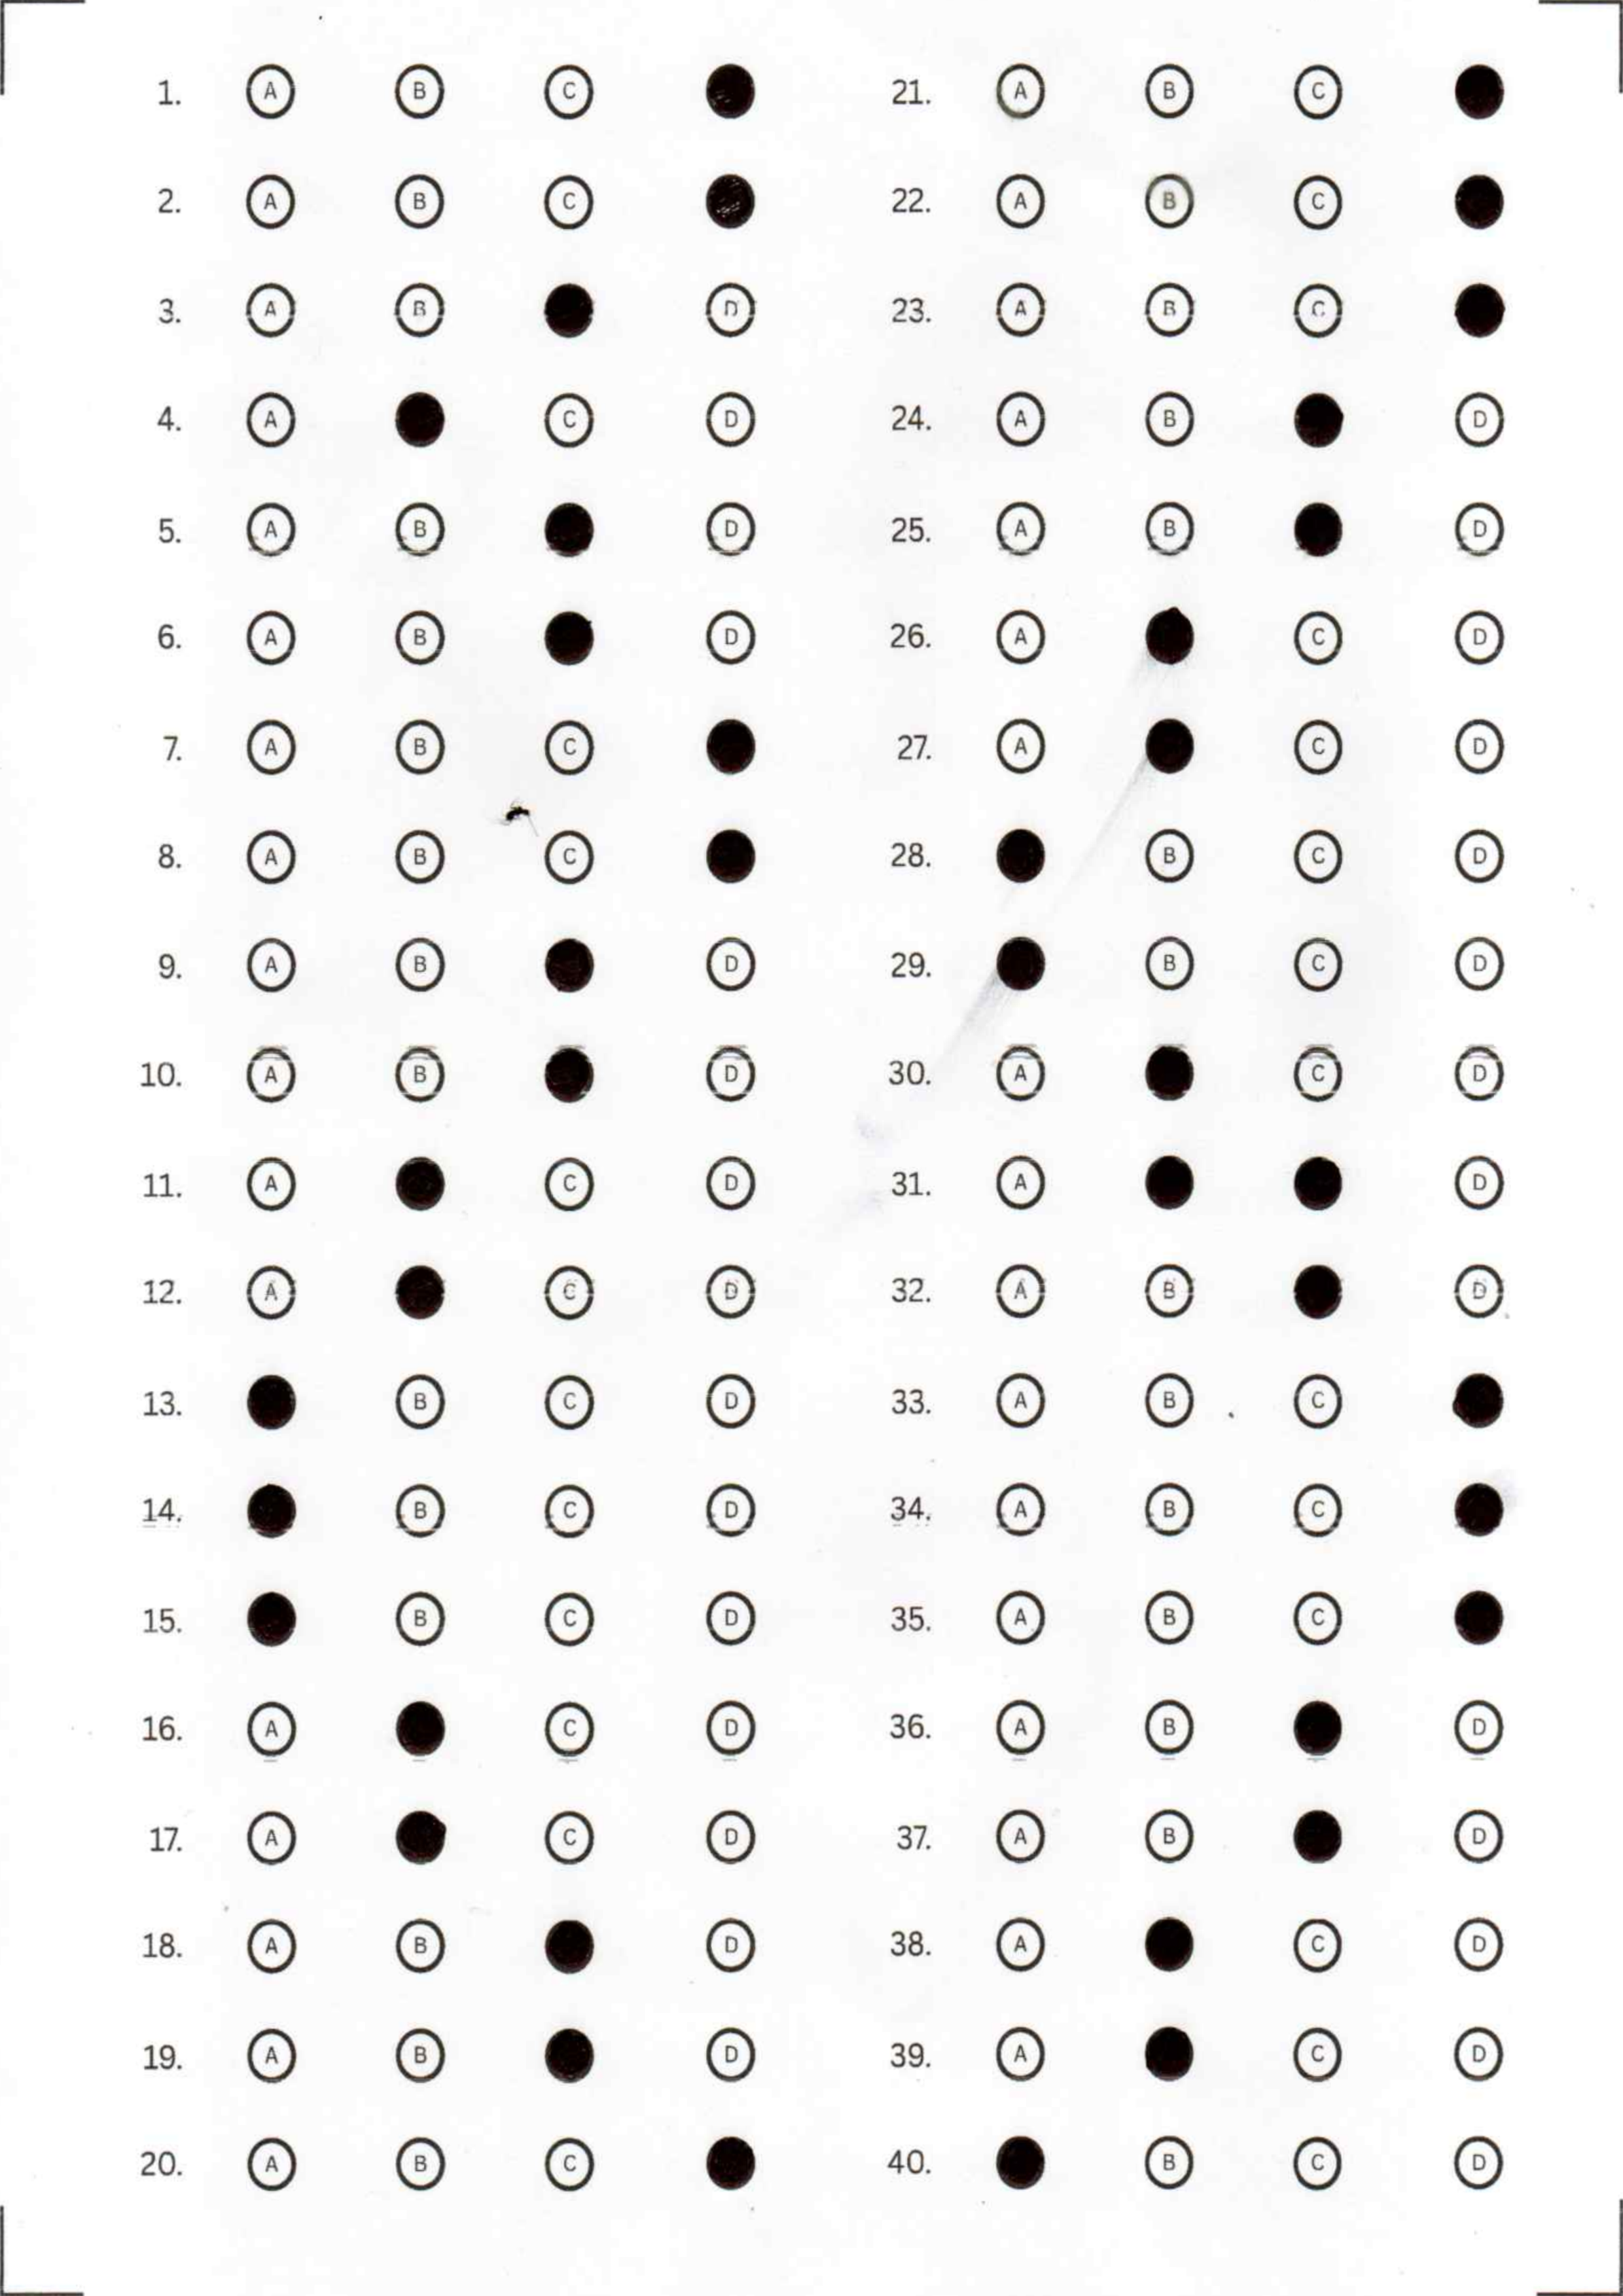 1. A B C
2. A B C
3. A B D
4. A C D
5. A B D
6. A B D
7. A B C
8. A B C
9. A B D
10. A B D
11. A C D
12. A C D
13. B C D
14. B C D
15. B C D
16. A C D
17. A C D
18. A B D
19. A B D
20. A B C
21. A B C
22. A B C
23. A B C
24. A B D
25. A B D
26. A C D
27. A C D
28. B C D
29. B C D
30. A C D
31. A D
32. A B D
33. A B C
34. A B C
35. A B C
36. A B D
37. A B D
38. A C D
39. A C D
40. B C D